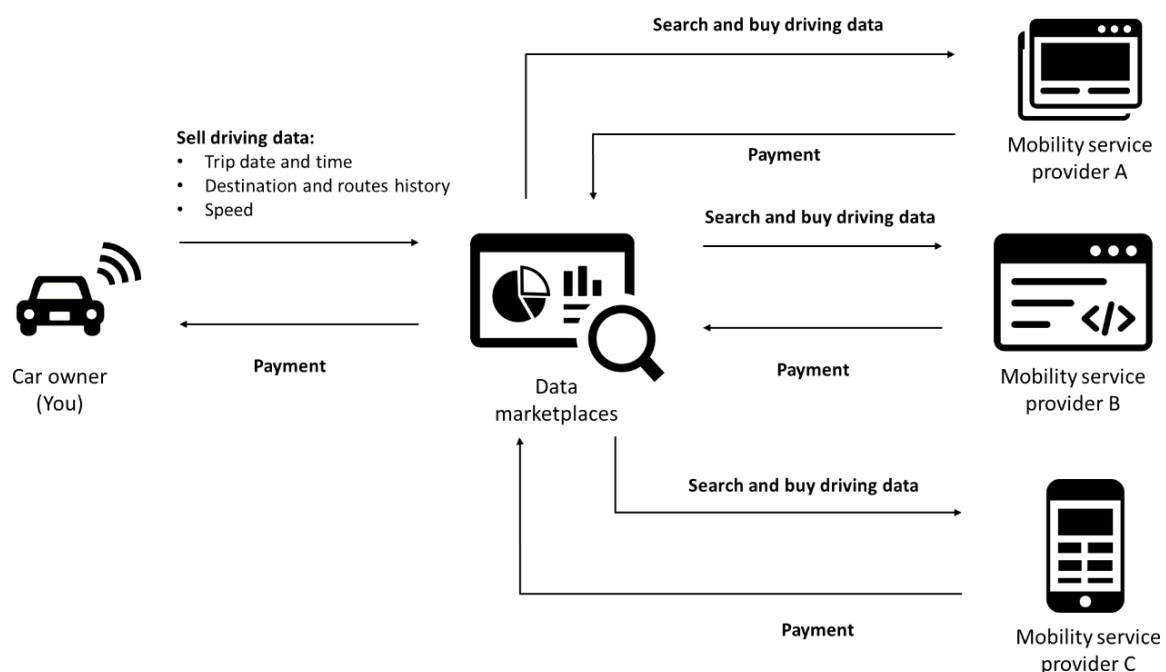 Search and buy driving data
Sell driving data:
• Trip date and time
• Destination and routes history
• Speed
Payment
Mobility service
provider A
Search and buy driving data
Payment
Payment
Car owner
(You)
Data
marketplaces
Mobility service
provider B
Search and buy driving data
Payment
Mobility service
provider C